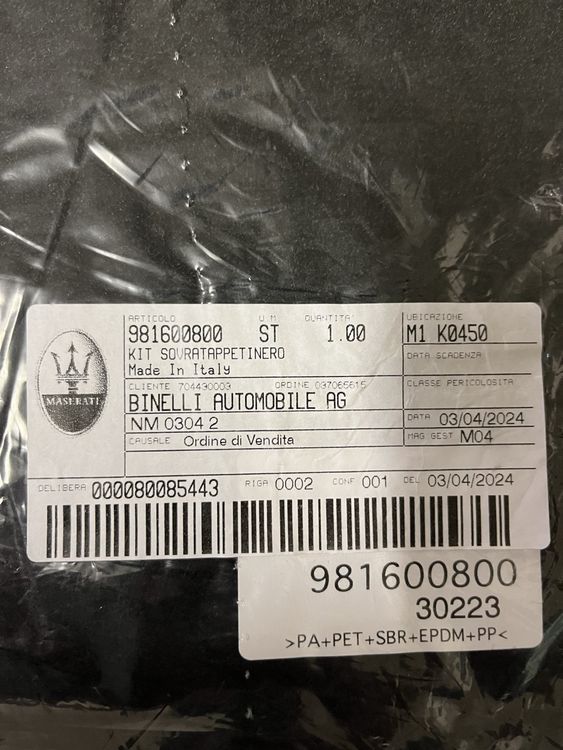 ARTICOLO U.M. QUANTITA' UBICAZIONE
981600800 ST 1.00 M1 K0450
KIT SOVRATAPPETINERO DATA SCADENZA
Made In Italy
CLIENTE 704430003 ORDINE 037065615 CLASSE PERICOLOSITA
MASERATI BINELLI AUTOMOBILE AG
NM 0304 2 DATA 03/04/2024
CAUSALE Ordine di Vendita MAG GEST M04
DELIBERA 000080085443 RIGA 0002 CONF 001 DEL 03/04/2024
981600800
30223
>PA+PET+SBR+EPDM+PP<